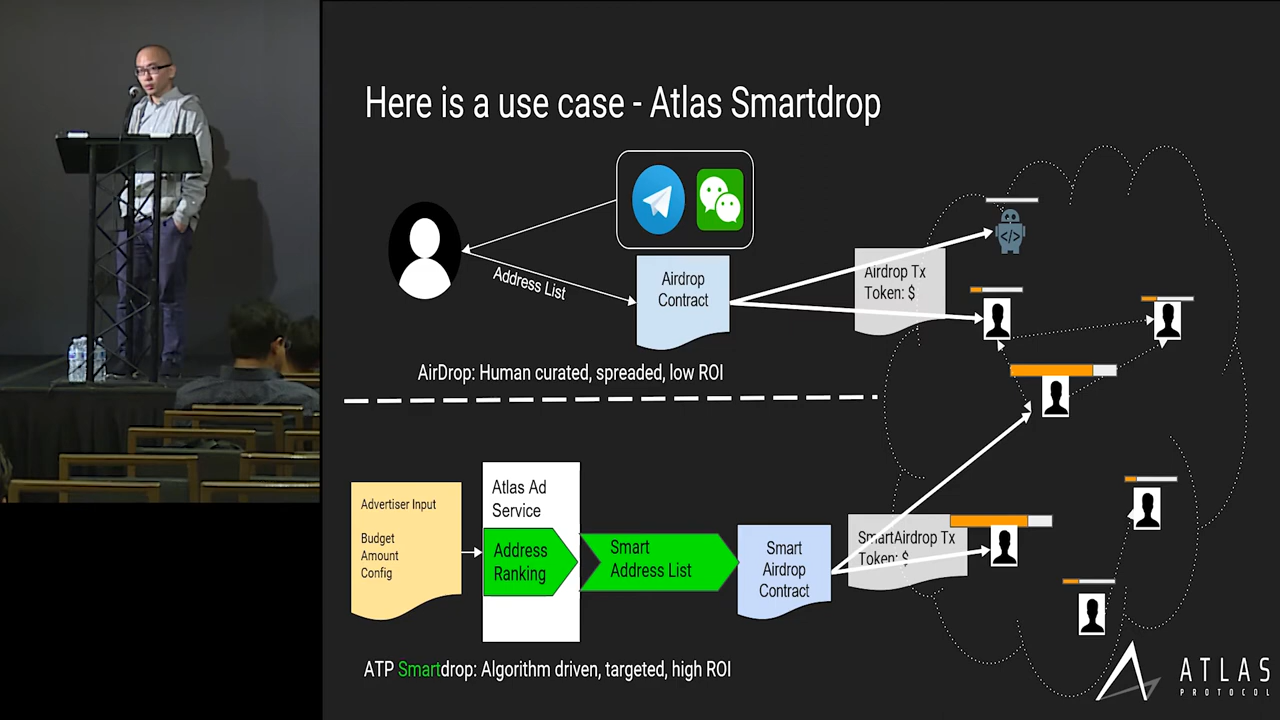 Here is a use case - Atlas Smartdrop
Address List
Airdrop
Contract
Airdrop Tx
Token: $
AirDrop: Human curated, spreaded, low ROI
Advertiser Input
Budget
Amount
Config
Atlas Ad
Service
Address
Ranking
Smart
Address List
Smart
Airdrop
Contract
SmartAirdrop Tx
Token: $
ATP Smartdrop: Algorithm driven, targeted, high ROI
</>
ATLAS
PROTOCOL